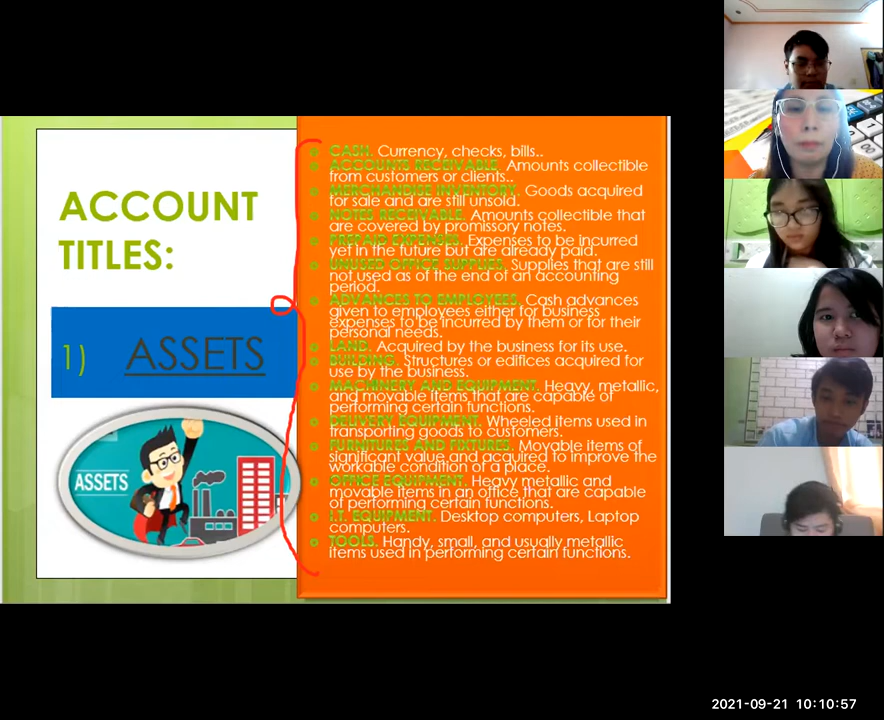 ACCOUNT
TITLES:
1) ASSETS
ASSETS
CASH. Currency, checks, bills..
ACCOUNTS RECEIVABLE. Amounts collectible
from customers or clients..
MERCHANDISE INVENTORY. Goods acquired
for sale and are still unsold.
NOTES RECEIVABLE. Amounts collectible that
are covered by promissory notes.
PREPAID EXPENSES. Expenses to be incurred
yet in the future but are already paid.
UNUSED OFFICE SUPPLIES. Supplies that are still
not used as of the end of an accounting
period.
ADVANCES TO EMPLOYEES. Cash advances
given to employees either for business
expenses to be incurred by them or for their
personal needs.
LAND. Acquired by the business for its use.
BUILDING. Structures or edifices acquired for
use by the business.
MACHINERY AND EQUIPMENT. Heavy, metallic,
and movable items that are capable of
performing certain functions.
DELIVERY EQUIPMENT. Wheeled items used in
transporting goods to customers.
FURNITURES AND FIXTURES. Movable items of
significant value and acquired to improve the
workable condition of a place.
OFFICE EQUIPMENT. Heavy metallic and
movable items in an office that are capable
of performing certain functions.
I.T. EQUIPMENT. Desktop computers, Laptop
computers.
TOOLS. Handy, small, and usually metallic
items used in performing certain functions.
2021-09-21 10:10:57